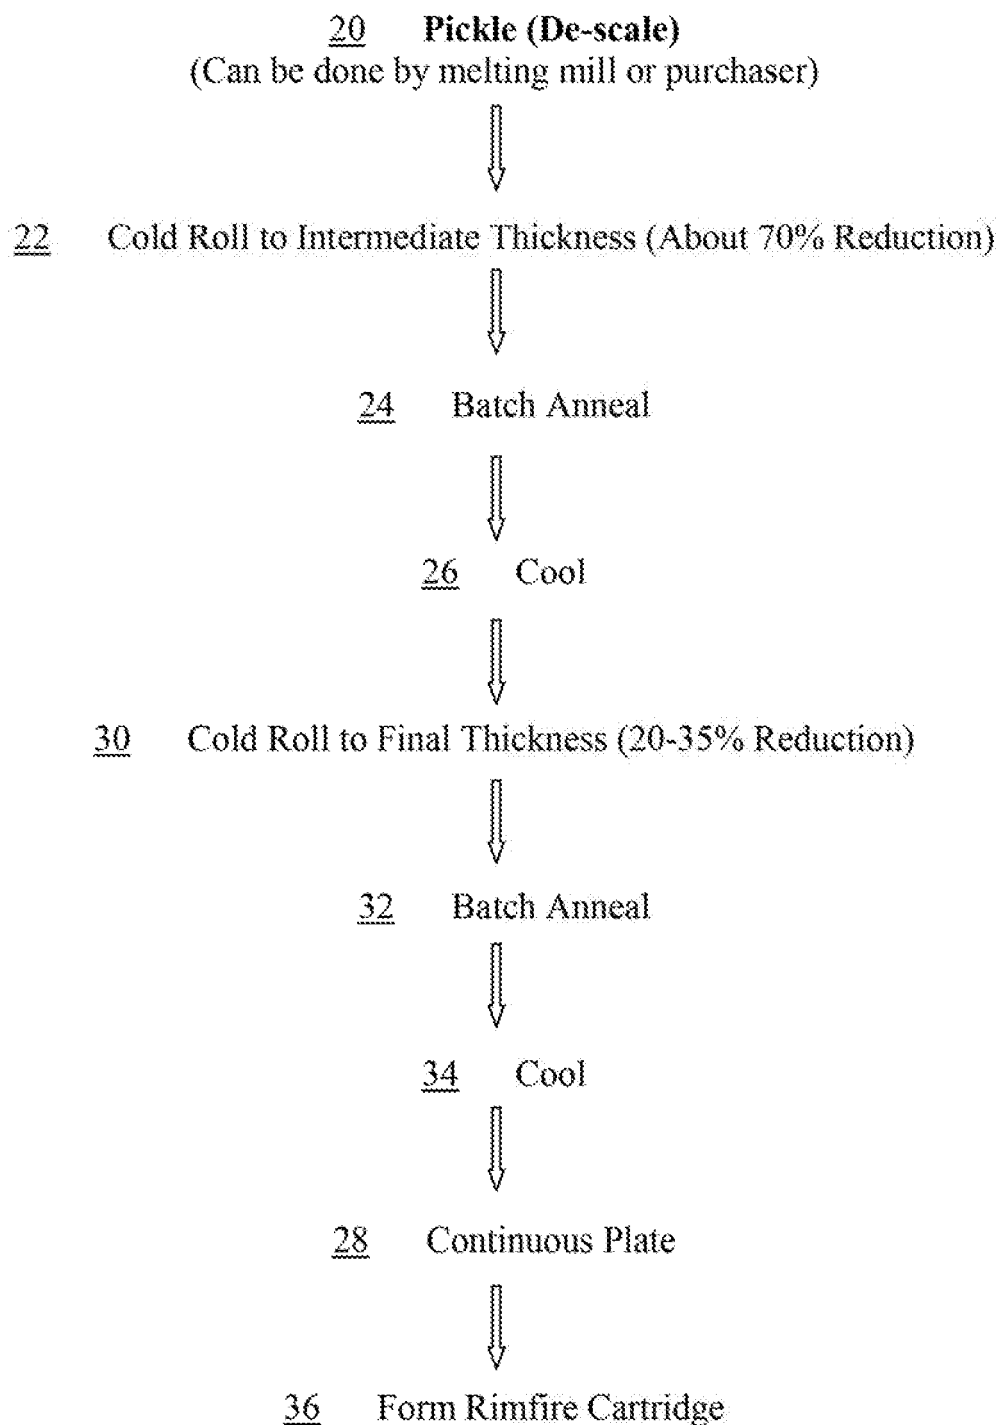 20 Pickle (De-scale)
(Can be done by melting mill or purchaser)
22 Cold Roll to Intermediate Thickness (About 70% Reduction)
24 Batch Anneal
26 Cool
30 Cold Roll to Final Thickness (20-35% Reduction)
32 Batch Anneal
34 Cool
28 Continuous Plate
36 Form Rimfire Cartridge